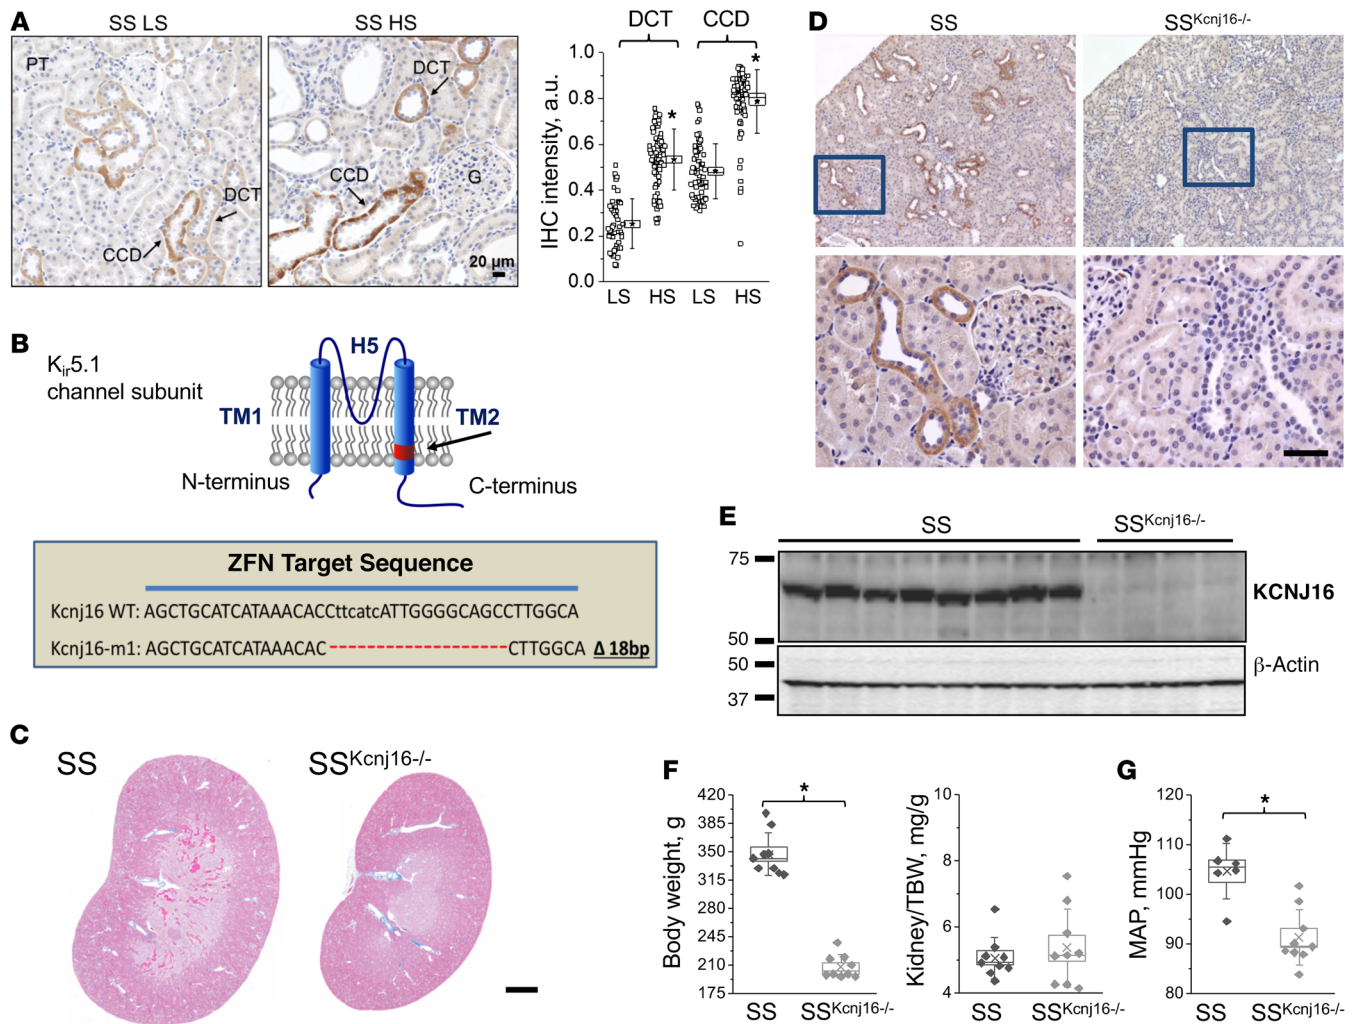 A
SS LS
SS HS
PT
DCT
CCD
DCT
CCD
G
20 µm
DCT
CCD
IHC intensity, a.u.
1.0
0.8
0.6
0.4
0.2
0.0
*
*
LS
HS
LS
HS
B
Kir5.1
channel subunit
H5
TM1
TM2
N-terminus
C-terminus
ZFN Target Sequence
Kcnj16 WT: AGCTGCATCATAAACACCttcatcATTGGGGCAGCCTTGGCA
Kcnj16-m1: AGCTGCATCATAAACAC------------------CTTGGCA Δ 18bp
C
SS
SSKcnj16-/-
D
SS
SSKcnj16-/-
E
SS
SSKcnj16-/-
75
50
50
37
KCNJ16
β-Actin
F
Body weight, g
420
385
350
315
280
245
210
175
*
SS
SSKcnj16-/-
Kidney/TBW, mg/g
10
8
6
4
SS
SSKcnj16-/-
G
MAP, mmHg
120
110
100
90
80
*
SS
SSKcnj16-/-